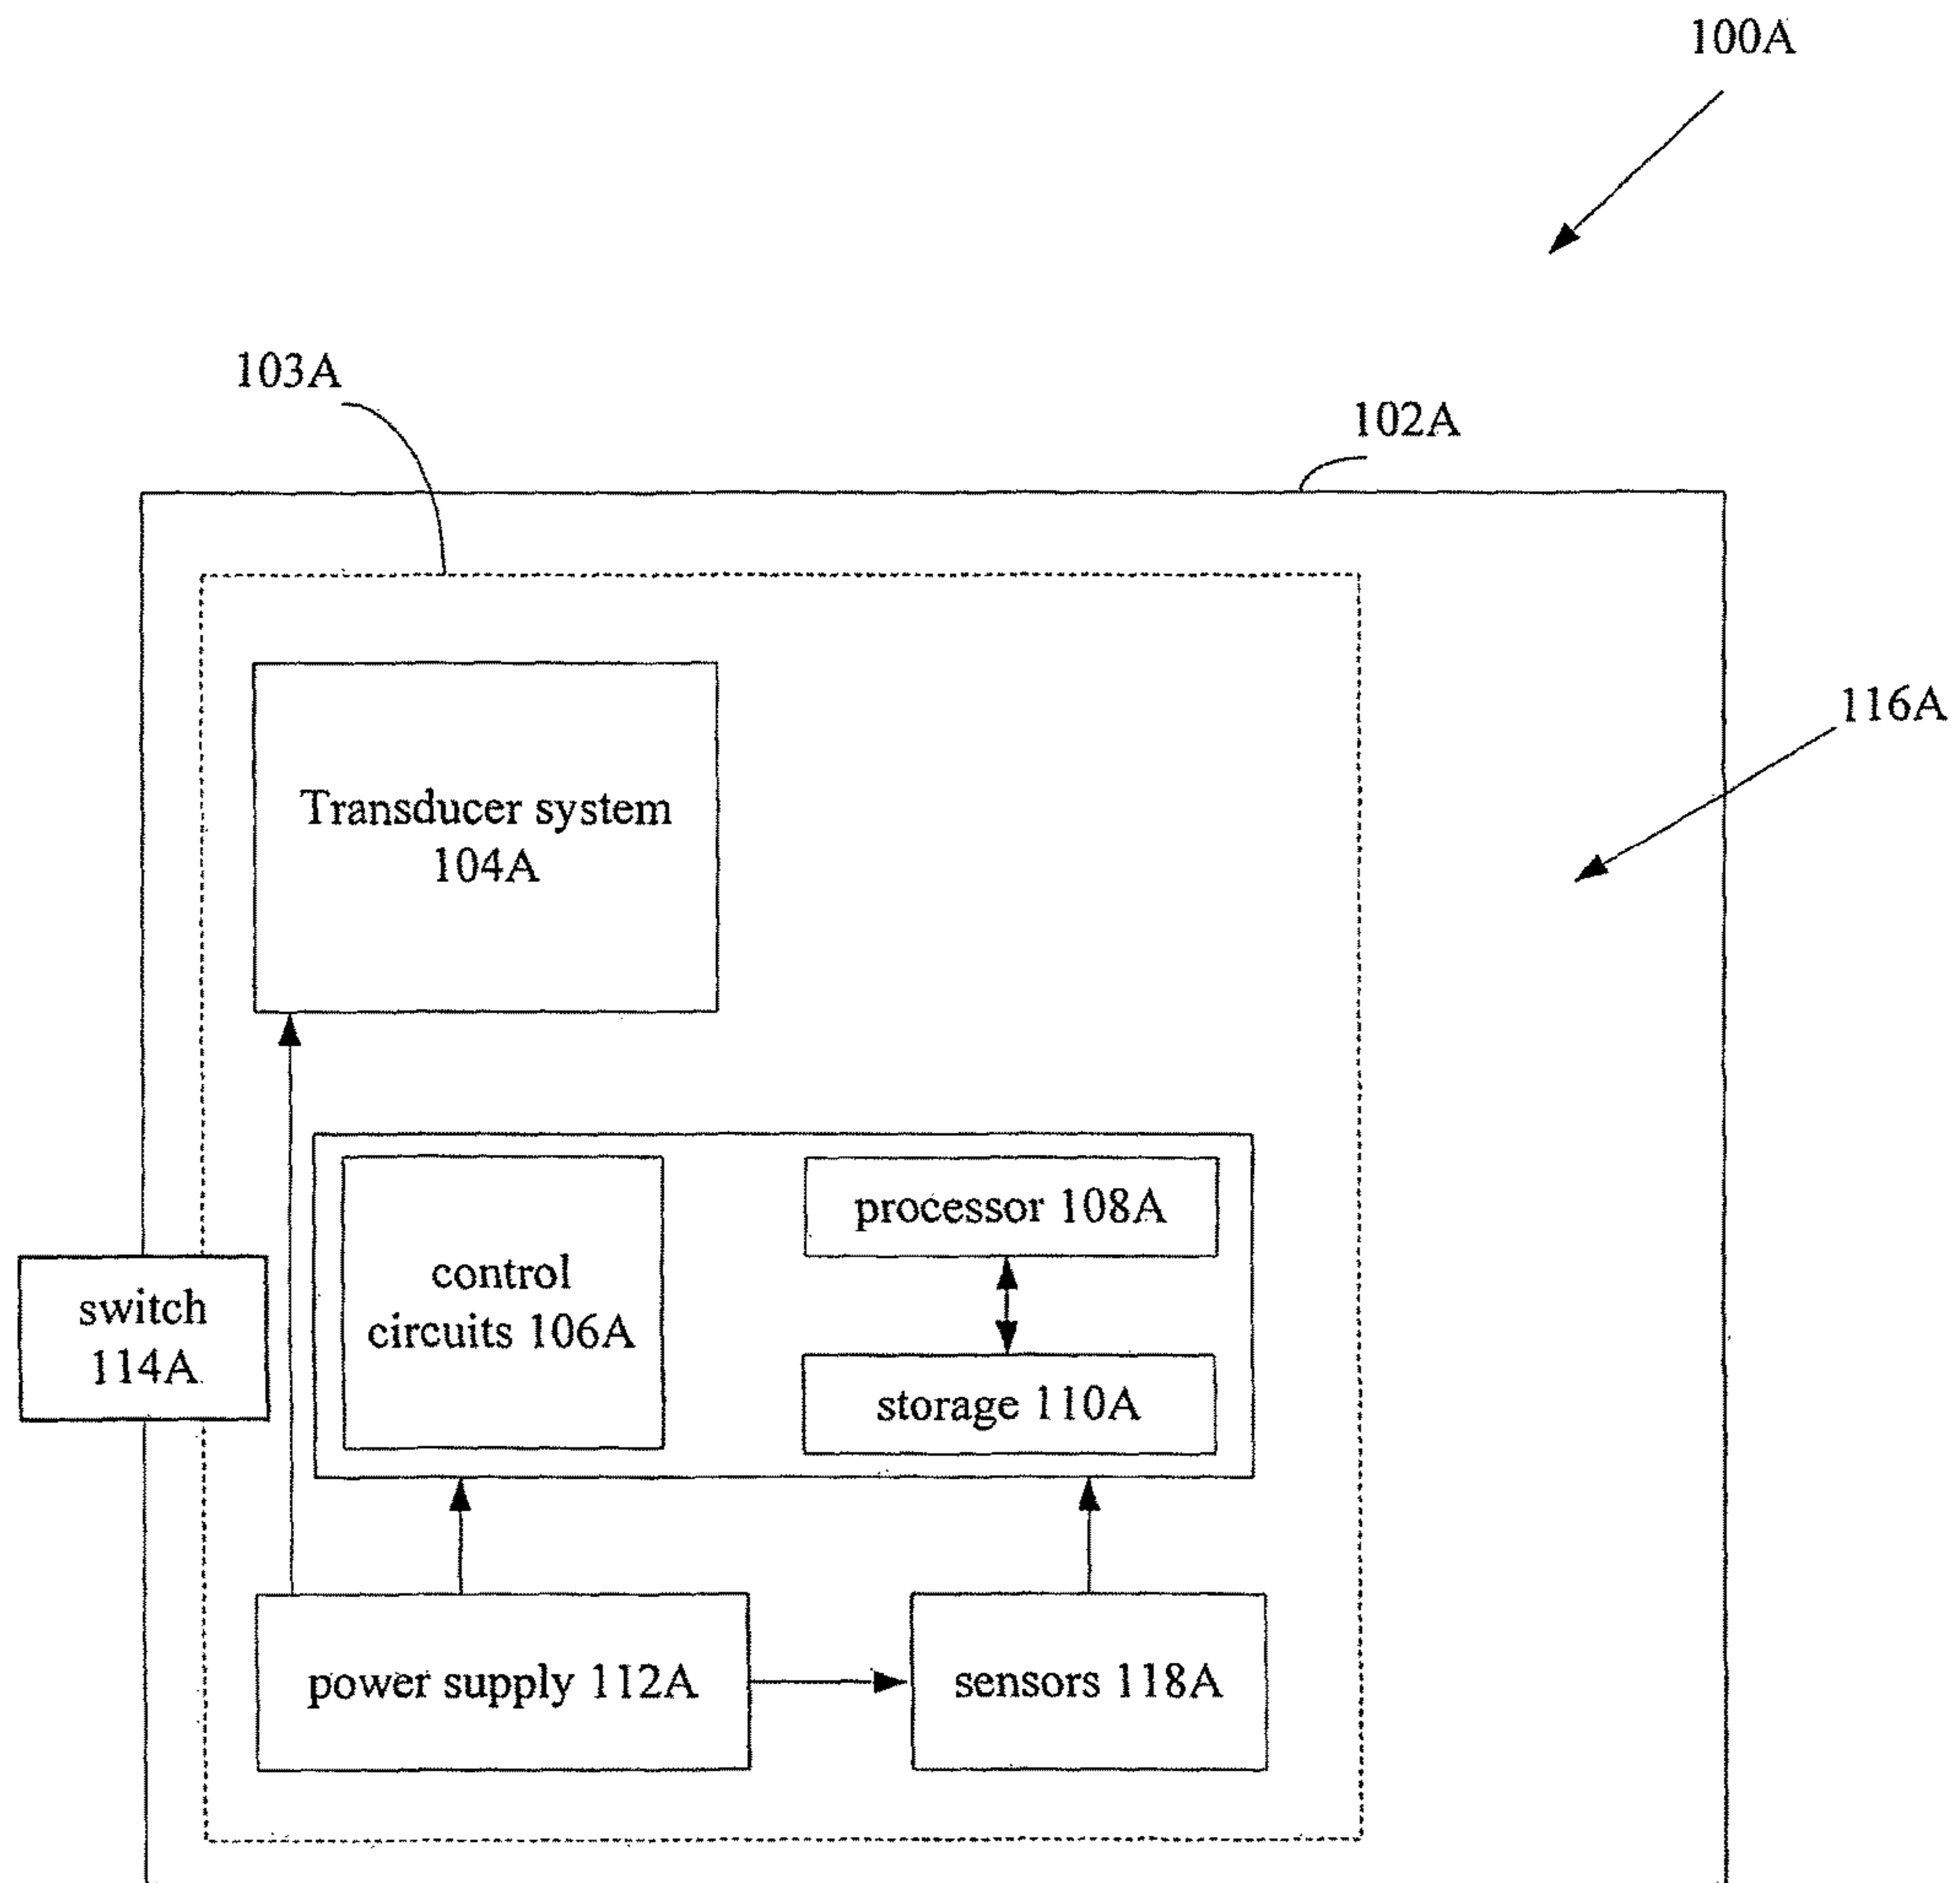 100A
103A
102A
116A
Transducer system
104A
processor 108A
control
circuits 106A
switch
114A
storage 110A
power supply 112A
sensors 118A